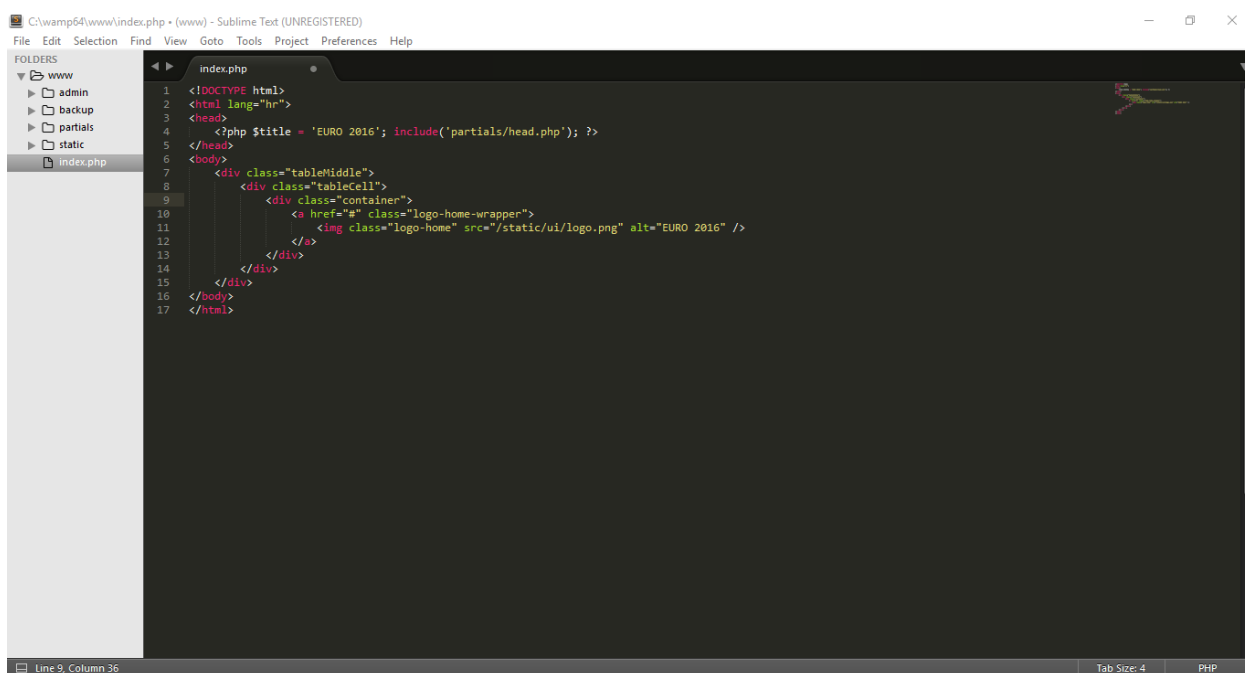 C:\wamp64\www\index.php • (www) - Sublime Text (UNREGISTERED)
File Edit Selection Find View Goto Tools Project Preferences Help
FOLDERS
www
admin
backup
partials
static
index.php
index.php
1 <!DOCTYPE html>
2 <html lang="hr">
3 <head>
4     <?php $title = 'EURO 2016'; include('partials/head.php'); ?>
5 </head>
6 <body>
7     <div class="tableMiddle">
8         <div class="tableCell">
9             <div class="container">
10                 <a href="#" class="logo-home-wrapper">
11                     <img class="logo-home" src="/static/ui/logo.png" alt="EURO 2016" />
12                 </a>
13             </div>
14         </div>
15     </div>
16 </body>
17 </html>
Line 9, Column 36
Tab Size: 4
PHP